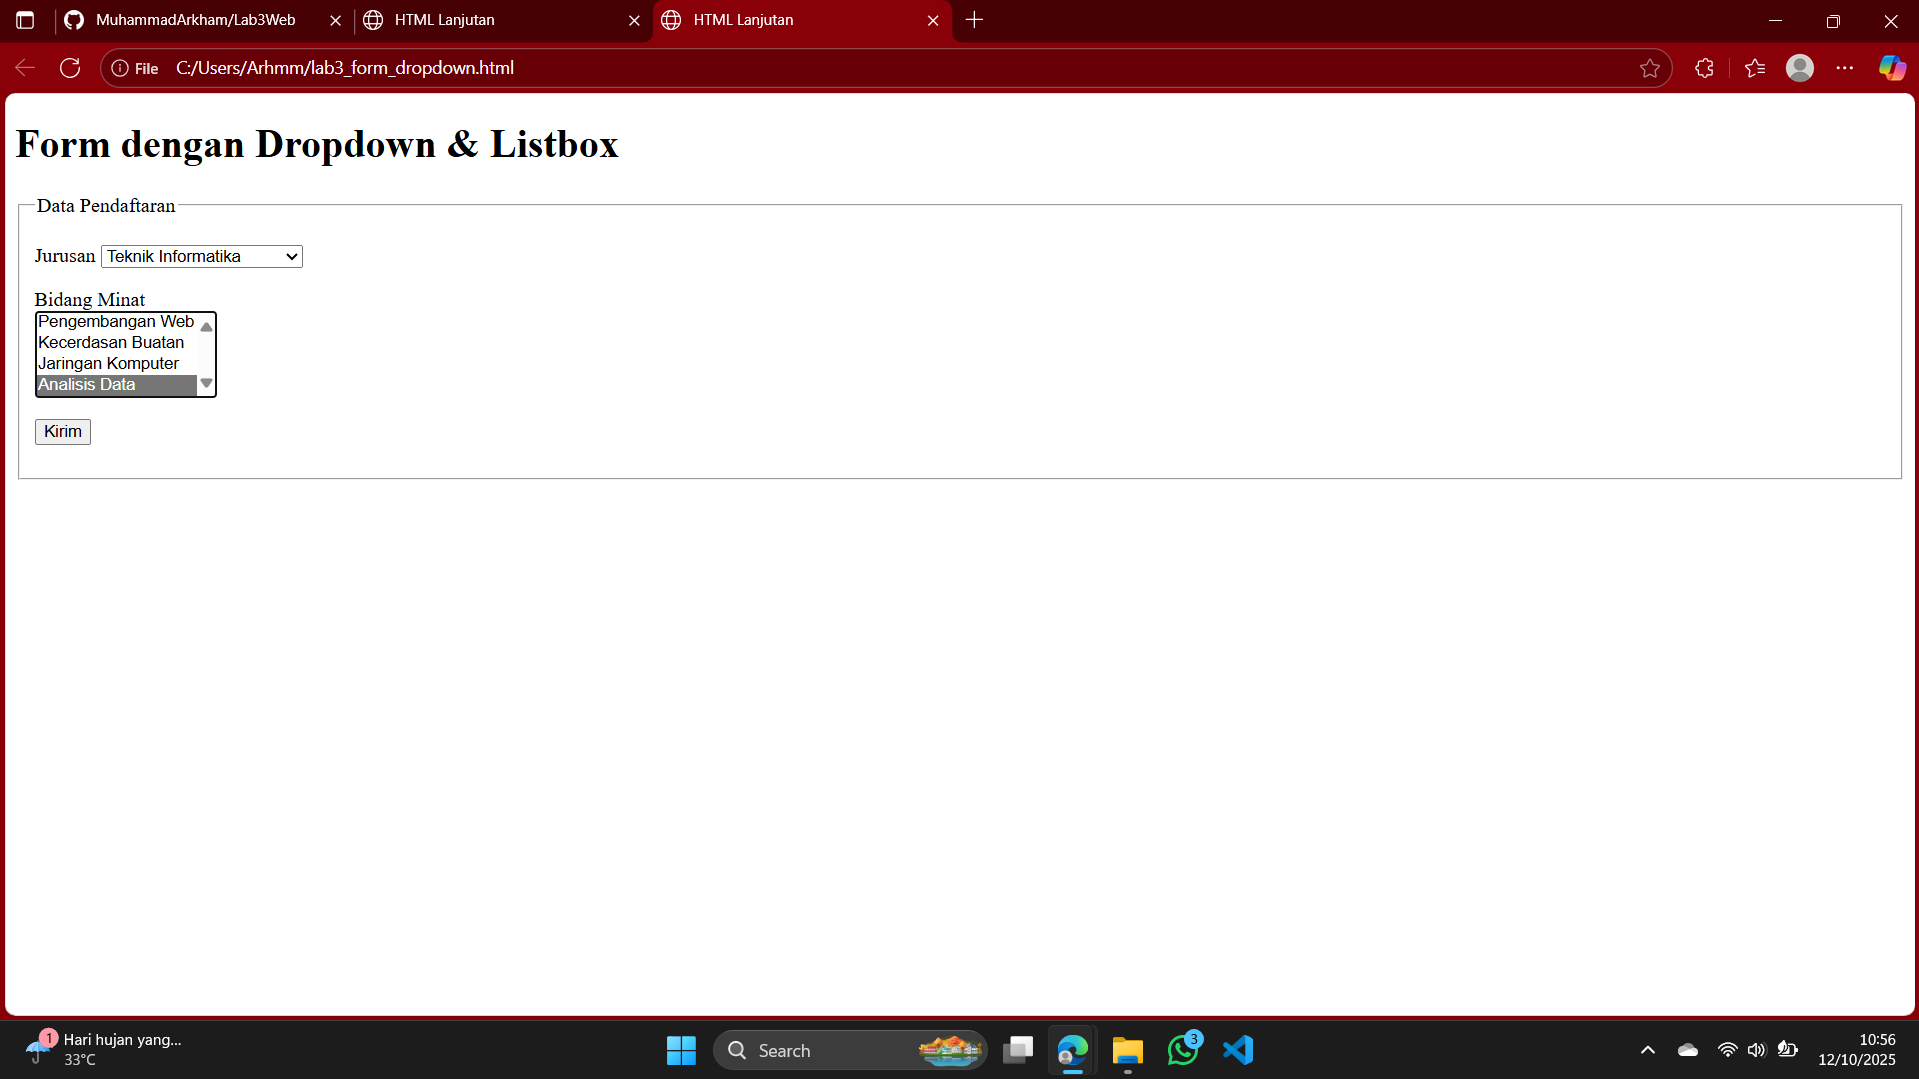 MuhammadArkham/Lab3Web
HTML Lanjutan
HTML Lanjutan
File
C:/Users/Arhmm/lab3_form_dropdown.html
Form dengan Dropdown & Listbox
Data Pendaftaran
Jurusan Teknik Informatika
Bidang Minat
Pengembangan Web
Kecerdasan Buatan
Jaringan Komputer
Analisis Data
Kirim
1
Hari hujan yang...
33°C
Search
3
10:56
12/10/2025